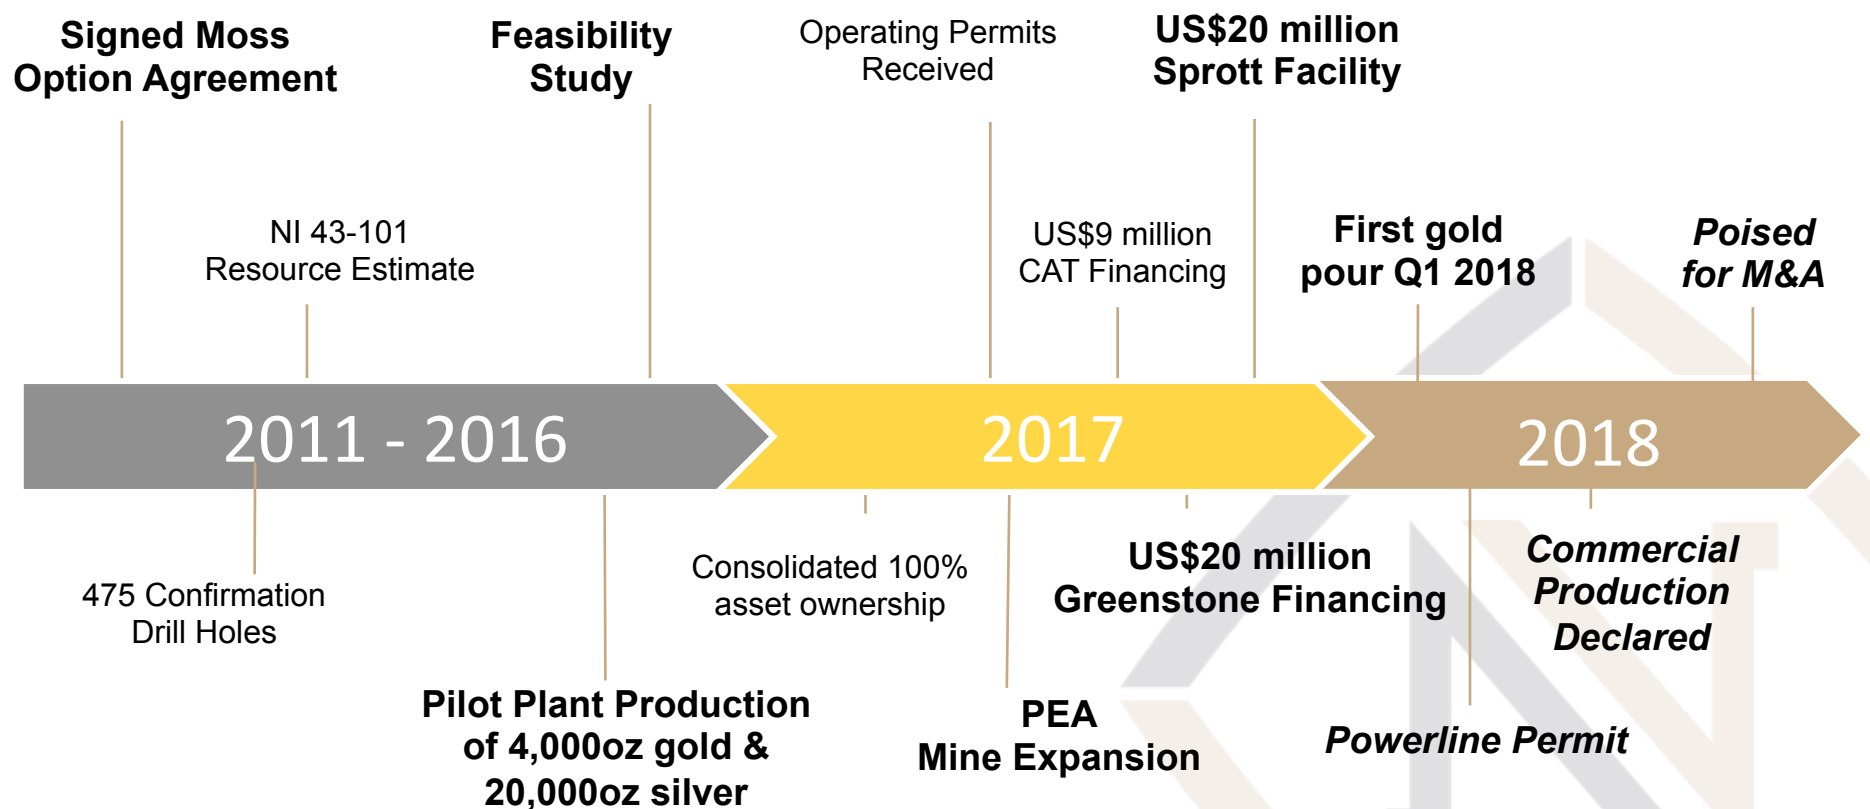 Signed Moss
Option Agreement
Feasibility
Study
Operating Permits
Received
US$20 million
Sprott Facility
NI 43-101
Resource Estimate
US$9 million
CAT Financing
First gold
pour Q1 2018
Poised
for M&A
2011 - 2016
2017
2018
475 Confirmation
Drill Holes
Pilot Plant Production
of 4,000oz gold &
20,000oz silver
Consolidated 100%
asset ownership
PEA
Mine Expansion
US$20 million
Greenstone Financing
Powerline Permit
Commercial
Production
Declared